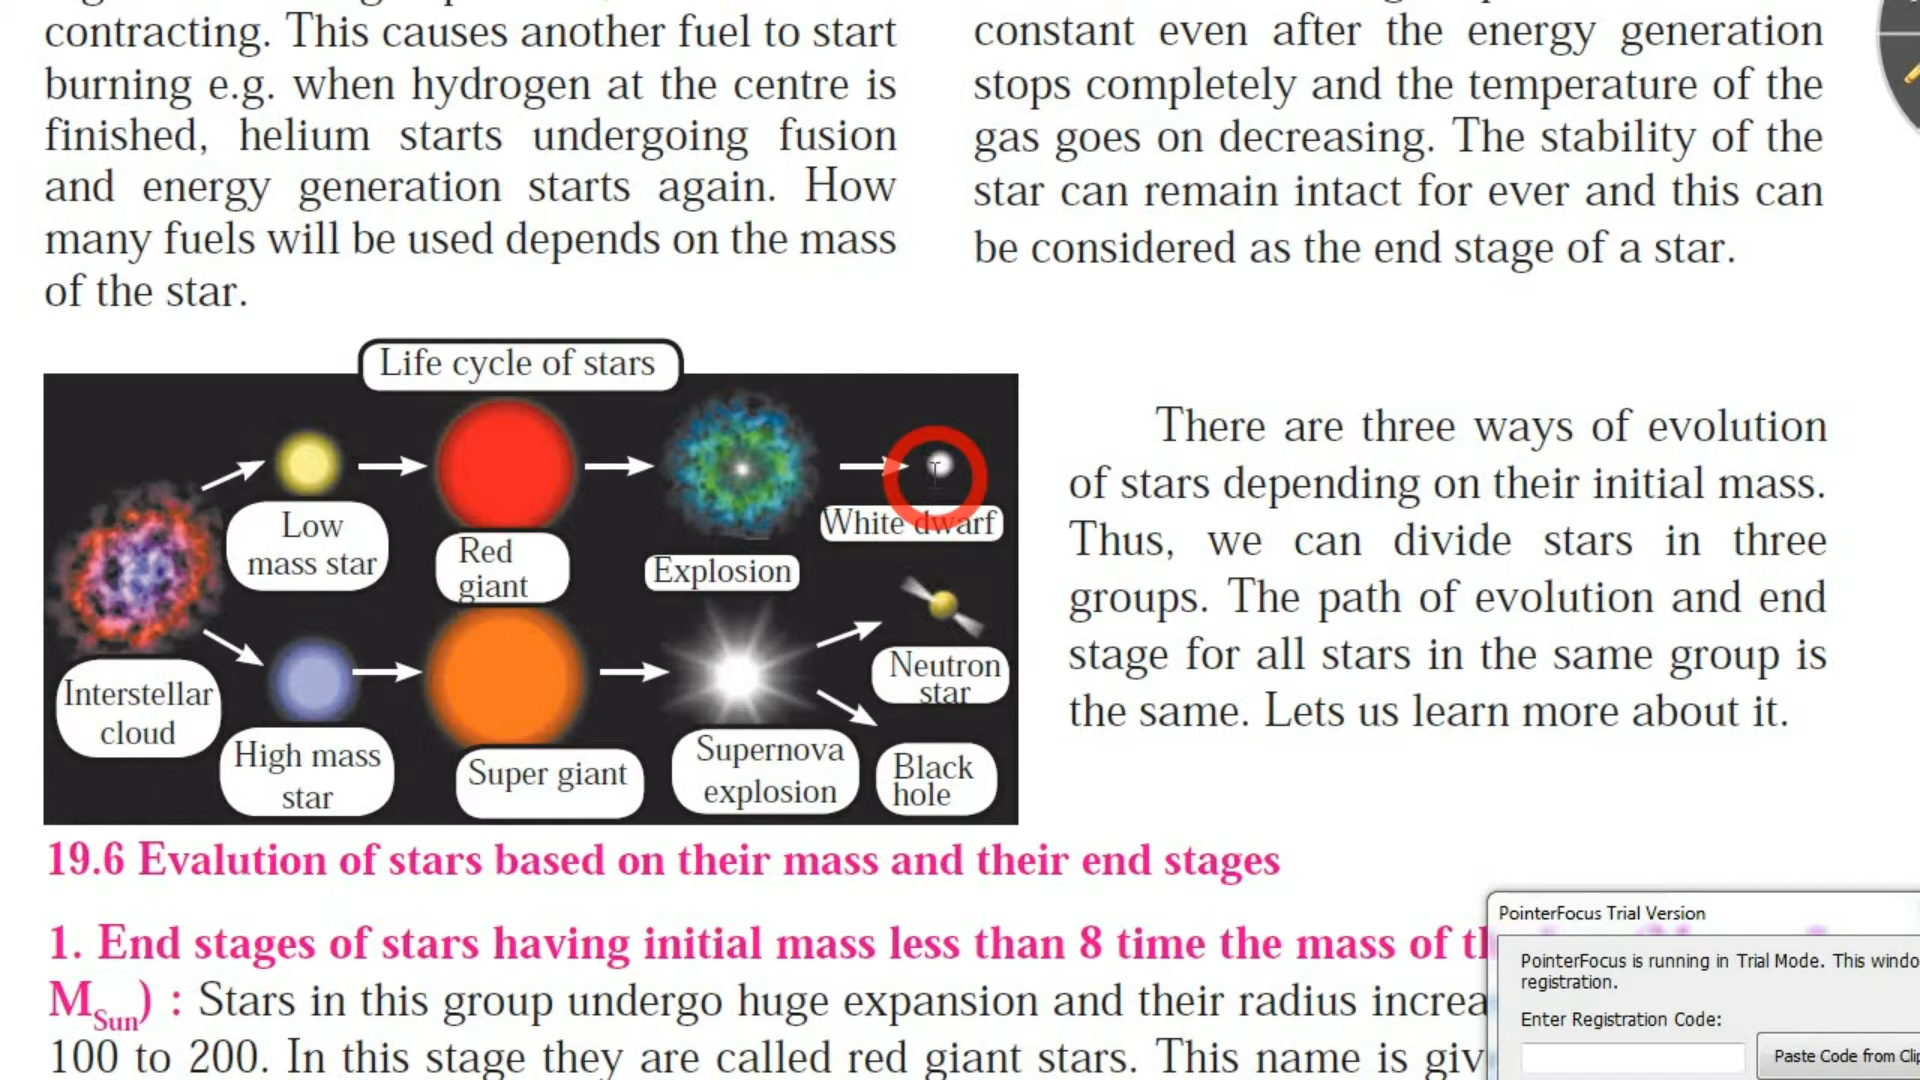 contracting. This causes another fuel to start
burning e.g. when hydrogen at the centre is
finished, helium starts undergoing fusion
and energy generation starts again. How
many fuels will be used depends on the mass
of the star.
constant even after the energy generation
stops completely and the temperature of the
gas goes on decreasing. The stability of the
star can remain intact for ever and this can
be considered as the end stage of a star.
Life cycle of stars
Low
mass star
Red
giant
Explosion
White dwarf
Interstellar
cloud
High mass
star
Super giant
Supernova
explosion
Neutron
star
Black
hole
There are three ways of evolution
of stars depending on their initial mass.
Thus, we can divide stars in three
groups. The path of evolution and end
stage for all stars in the same group is
the same. Lets us learn more about it.
19.6 Evalution of stars based on their mass and their end stages
1. End stages of stars having initial mass less than 8 time the mass of
MSun) : Stars in this group undergo huge expansion and their radius
100 to 200. In this stage they are called red giant stars. This name is
PointerFocus Trial Version
PointerFocus is running in Trial Mode. This
registration.
Enter Registration Code:
Paste Code from